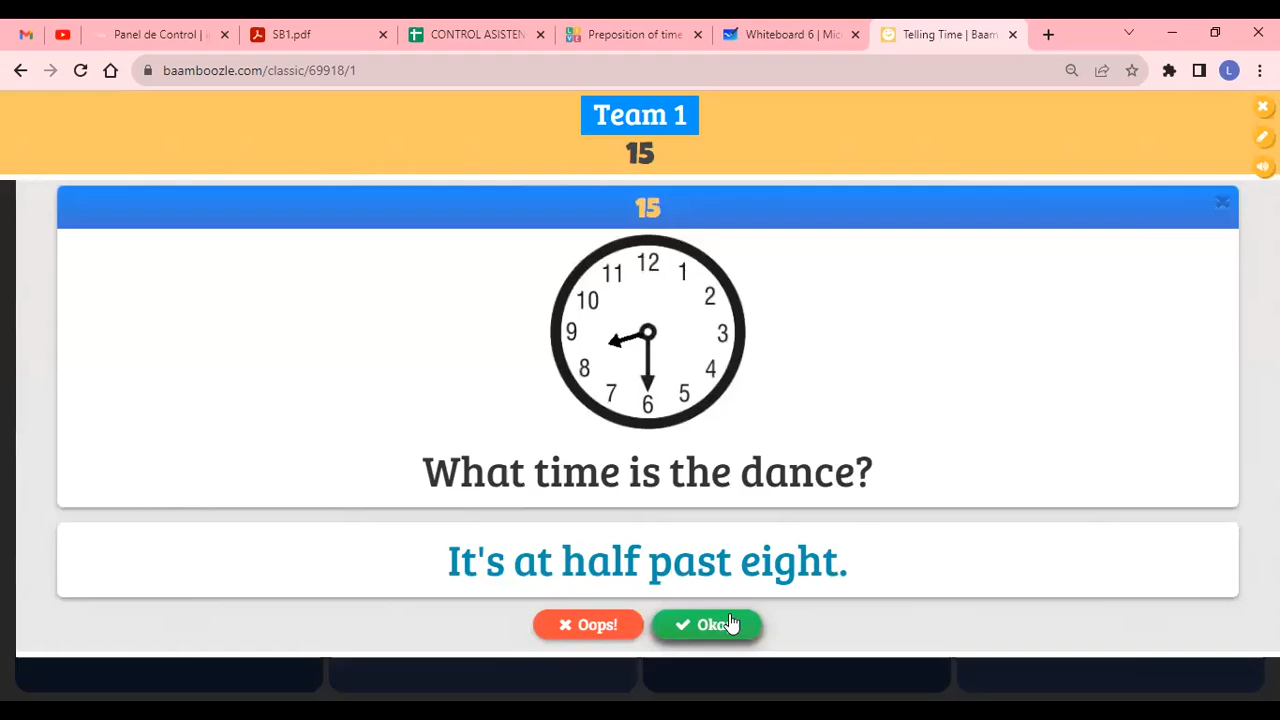 Panel de Control |
SB1.pdf
CONTROL ASISTEN
Preposition of time
Whiteboard 6 | Mic
Telling Time | Baam
baamboozle.com/classic/69918/1
L
Team 1
15
15
12
11 1
10 2
9 3
8 4
7 5
6
What time is the dance?
It's at half past eight.
Oops!
Oka